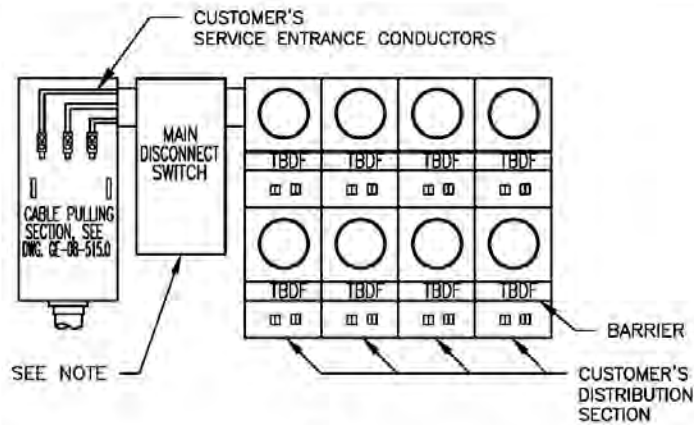 CUSTOMER'S
SERVICE ENTRANCE CONDUCTORS
MAIN
DISCONNECT
SWITCH
CABLE PULLING
SECTION, SEE
DWG. GE-08-515.0
TBDF TBDF TBDF TBDF
TBDF TBDF TBDF TBDF
BARRIER
SEE NOTE
CUSTOMER'S
DISTRIBUTION
SECTION